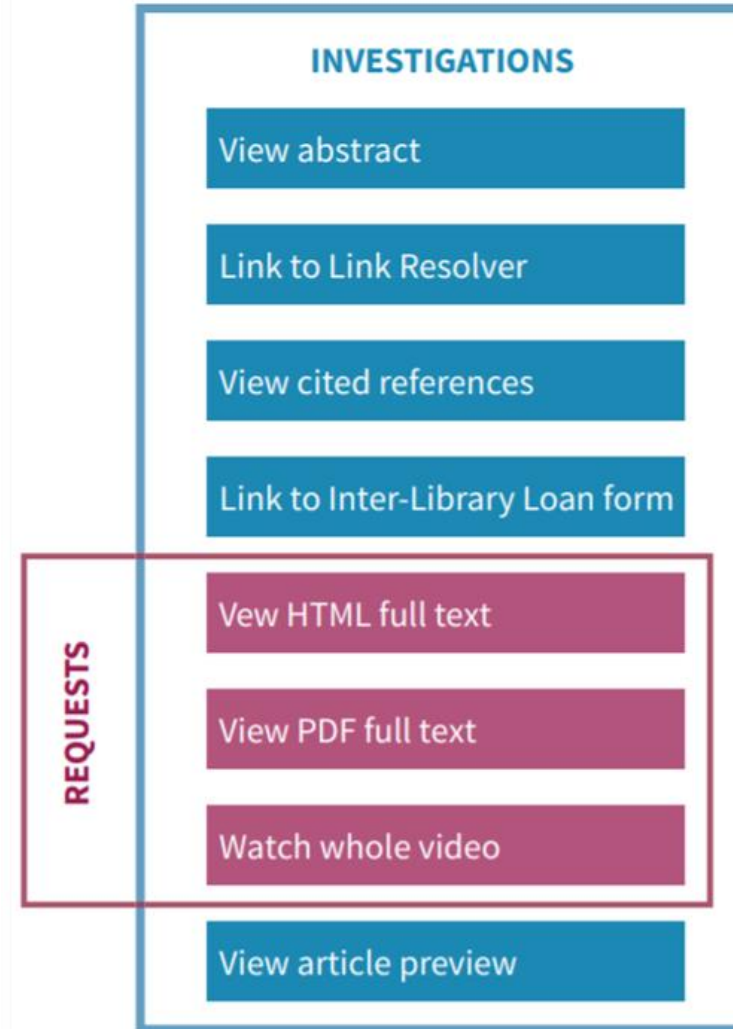 INVESTIGATIONS
View abstract
Link to Link Resolver
View cited references
Link to Inter-Library Loan form
REQUESTS
Vew HTML full text
View PDF full text
Watch whole video
View article preview